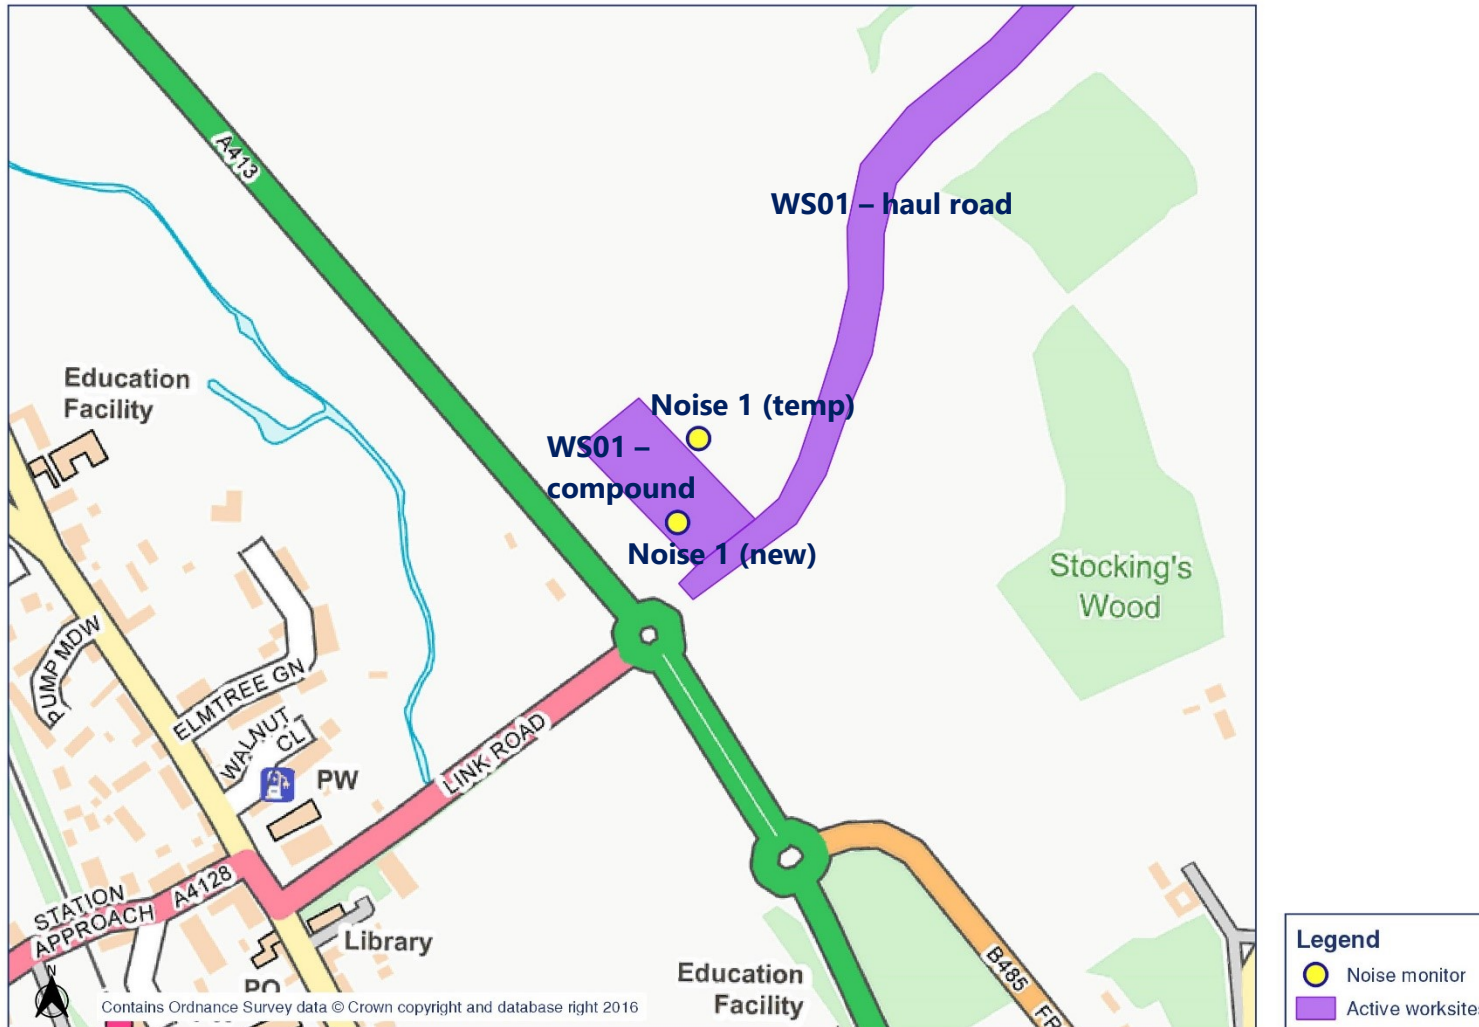 A413
WS01 – haul road
Education
Facility
Noise 1 (temp)
WS01 –
compound
Noise 1 (new)
Stocking's
Wood
PUMP MDW
ELMTREE GN
WALNUT
CL
PW
LINK ROAD
STATION
APPROACH A4128
Library
PO
Education
Facility
B485
FR
N
Contains Ordnance Survey data © Crown copyright and database right 2016
Legend
Noise monitor
Active worksite